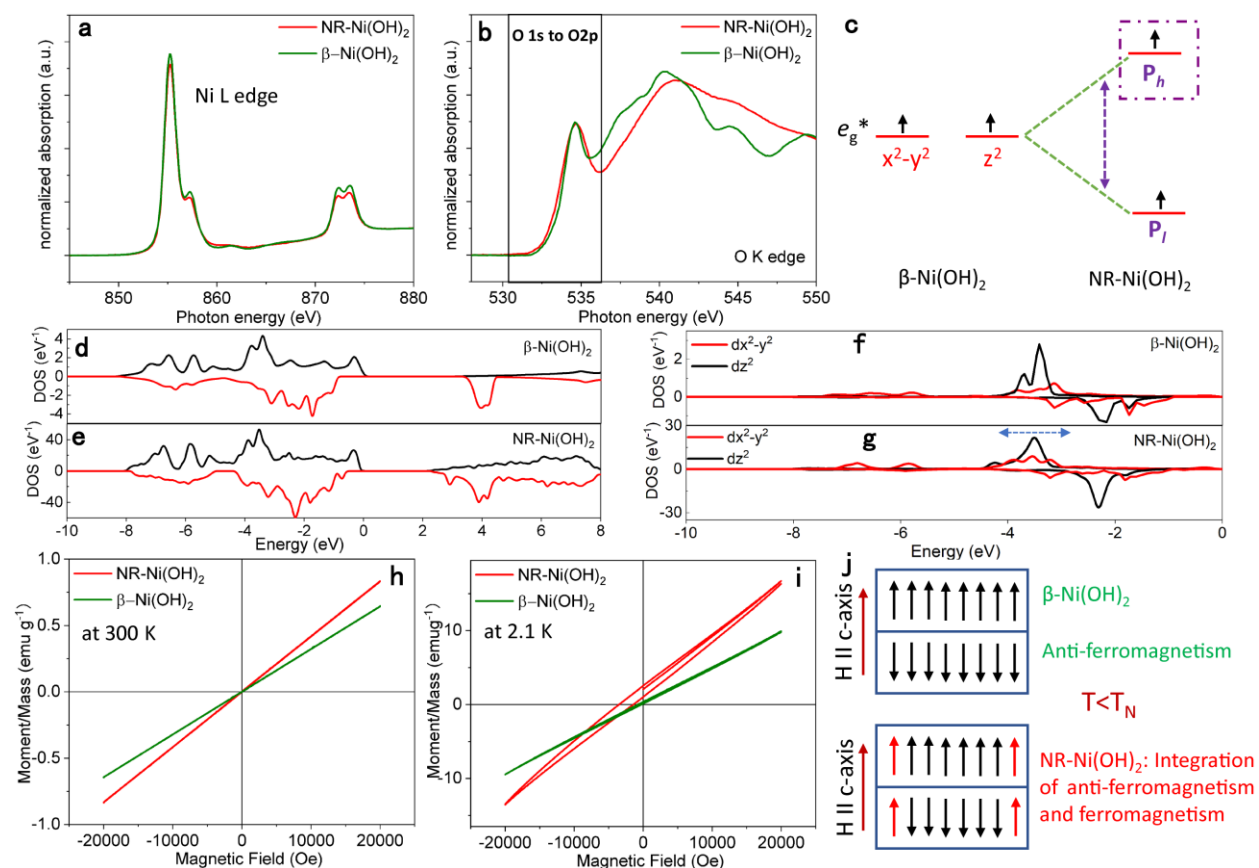 a
NR-Ni(OH)₂
β−Ni(OH)₂
Ni L edge
normalized absorption (a.u.)
850 860 870 880
Photon energy (eV)
b
O 1s to O2p
NR-Ni(OH)₂
β−Ni(OH)₂
O K edge
normalized absorption (a.u.)
530 535 540 545 550
Photon energy (eV)
c
Pₕ
e_g*
x²-y²
z²
Pₗ
β-Ni(OH)₂
NR-Ni(OH)₂
d
β-Ni(OH)₂
DOS (eV⁻¹)
4
2
0
-2
-4
e
NR-Ni(OH)₂
DOS (eV⁻¹)
40
20
0
-20
-40
-10 -8 -6 -4 -2 0 2 4 6 8
Energy (eV)
f
dx²-y²
dz²
β-Ni(OH)₂
DOS (eV⁻¹)
2
0
g
dx²-y²
dz²
NR-Ni(OH)₂
DOS (eV⁻¹)
30
0
-30
-10 -8 -6 -4 -2 0
Energy (eV)
h
NR-Ni(OH)₂
β−Ni(OH)₂
at 300 K
Moment/Mass (emu g⁻¹)
1.0
0.5
0.0
-0.5
-1.0
-20000 -10000 0 10000 20000
Magnetic Field (Oe)
i
NR-Ni(OH)₂
β−Ni(OH)₂
at 2.1 K
Moment/Mass (emug⁻¹)
10
0
-10
-20000 -10000 0 10000 20000
Magnetic Field (Oe)
j
H II c-axis
β-Ni(OH)₂
Anti-ferromagnetism
T<T_N
H II c-axis
NR-Ni(OH)₂: Integration
of anti-ferromagnetism
and ferromagnetism